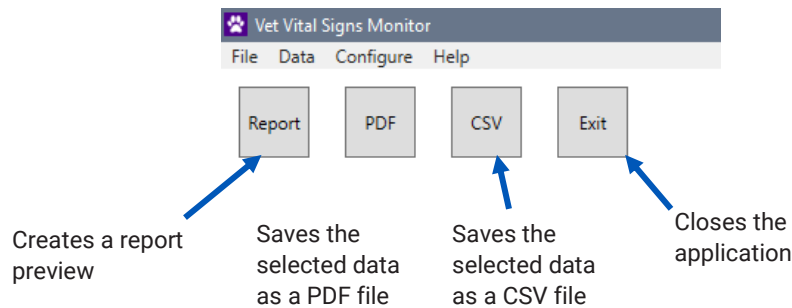 Vet Vital Signs Monitor
File Data Configure Help
Report PDF CSV Exit
Creates a report
preview
Saves the
selected data
as a PDF file
Saves the
selected data
as a CSV file
Closes the
application